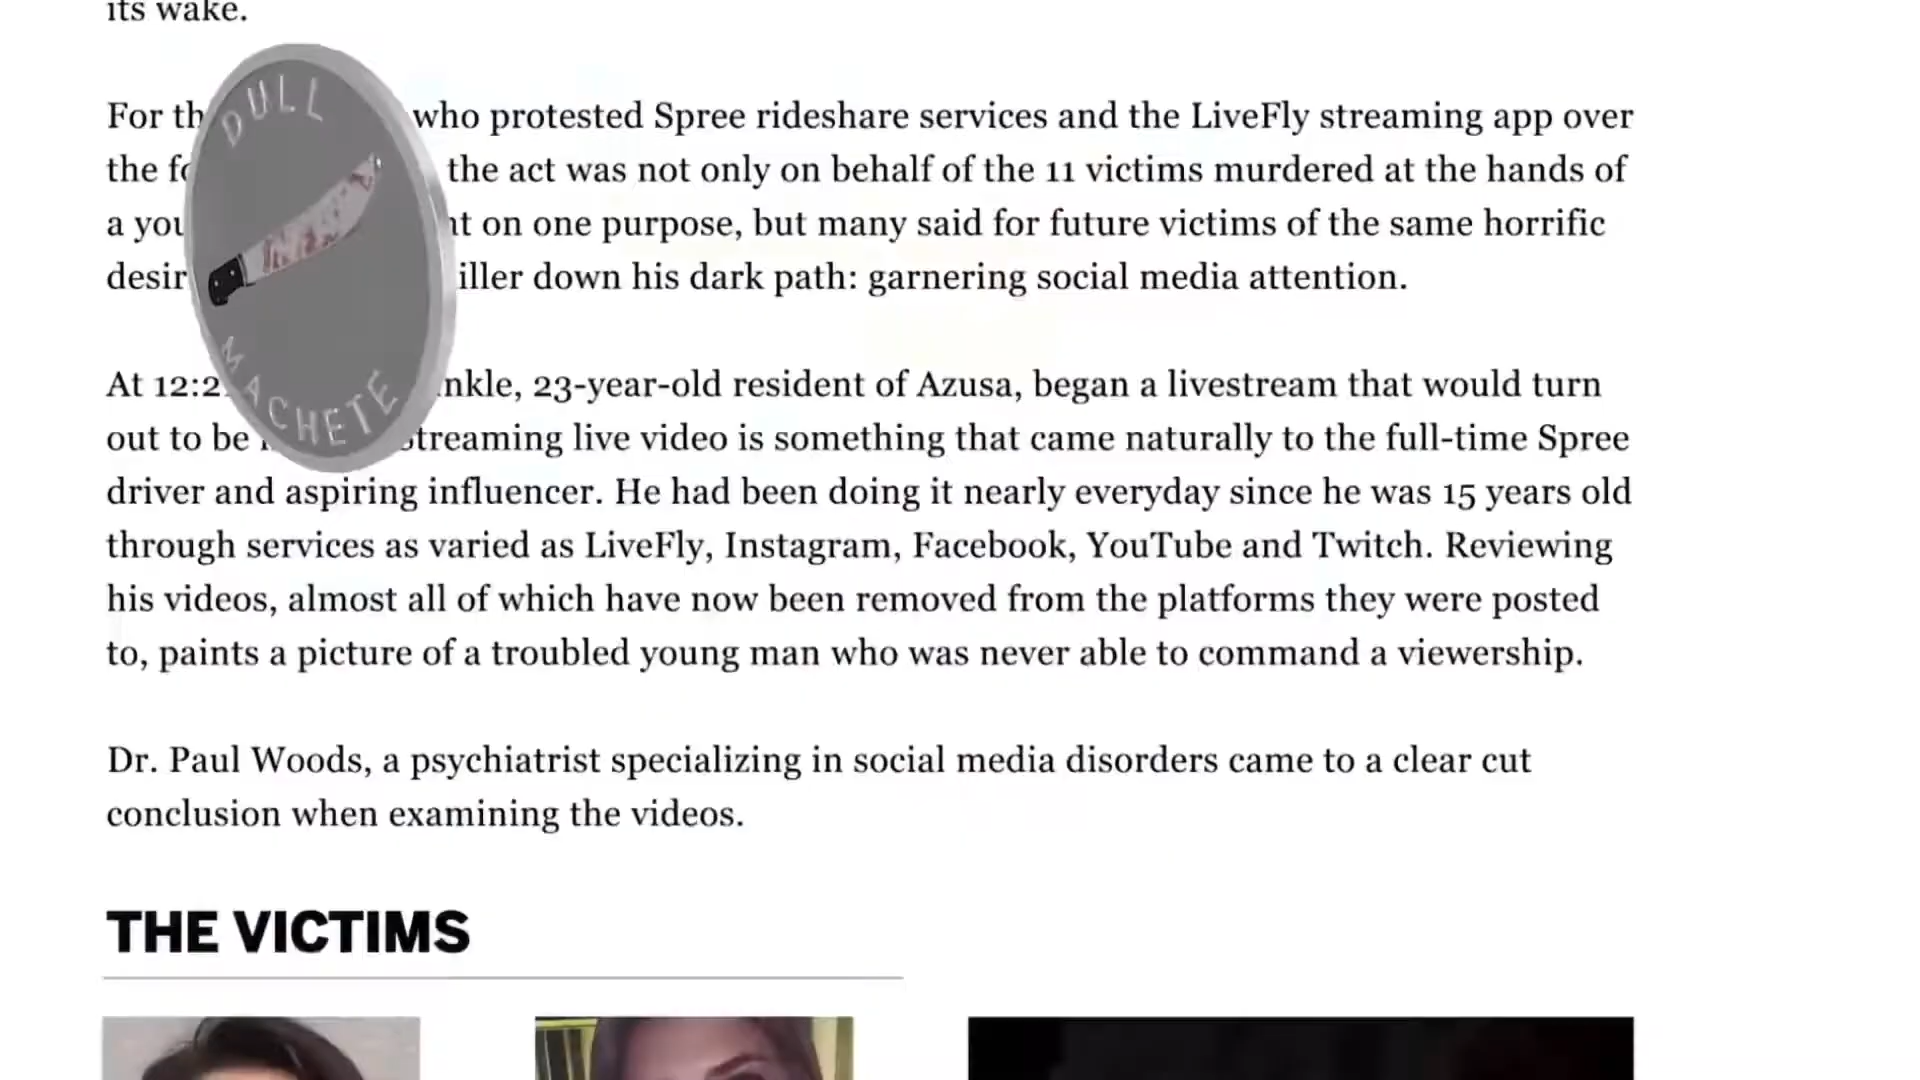 its wake.
For th who protested Spree rideshare services and the LiveFly streaming app over
the fo the act was not only on behalf of the 11 victims murdered at the hands of
a you nt on one purpose, but many said for future victims of the same horrific
desir iller down his dark path: garnering social media attention.
At 12:2 nkle, 23-year-old resident of Azusa, began a livestream that would turn
out to be streaming live video is something that came naturally to the full-time Spree
driver and aspiring influencer. He had been doing it nearly everyday since he was 15 years old
through services as varied as LiveFly, Instagram, Facebook, YouTube and Twitch. Reviewing
his videos, almost all of which have now been removed from the platforms they were posted
to, paints a picture of a troubled young man who was never able to command a viewership.
Dr. Paul Woods, a psychiatrist specializing in social media disorders came to a clear cut
conclusion when examining the videos.
THE VICTIMS
DULL
MACHETE